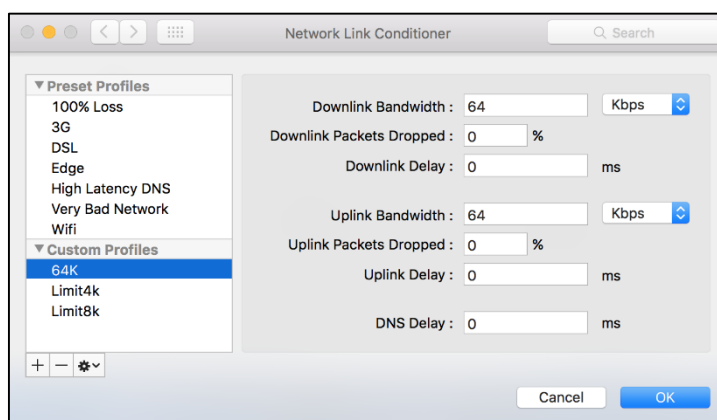 Network Link Conditioner
Search
Preset Profiles
100% Loss
3G
DSL
Edge
High Latency DNS
Very Bad Network
Wifi
Custom Profiles
64K
Limit4k
Limit8k
Downlink Bandwidth : 64 Kbps
Downlink Packets Dropped : 0 %
Downlink Delay : 0 ms
Uplink Bandwidth : 64 Kbps
Uplink Packets Dropped : 0 %
Uplink Delay : 0 ms
DNS Delay : 0 ms
Cancel OK